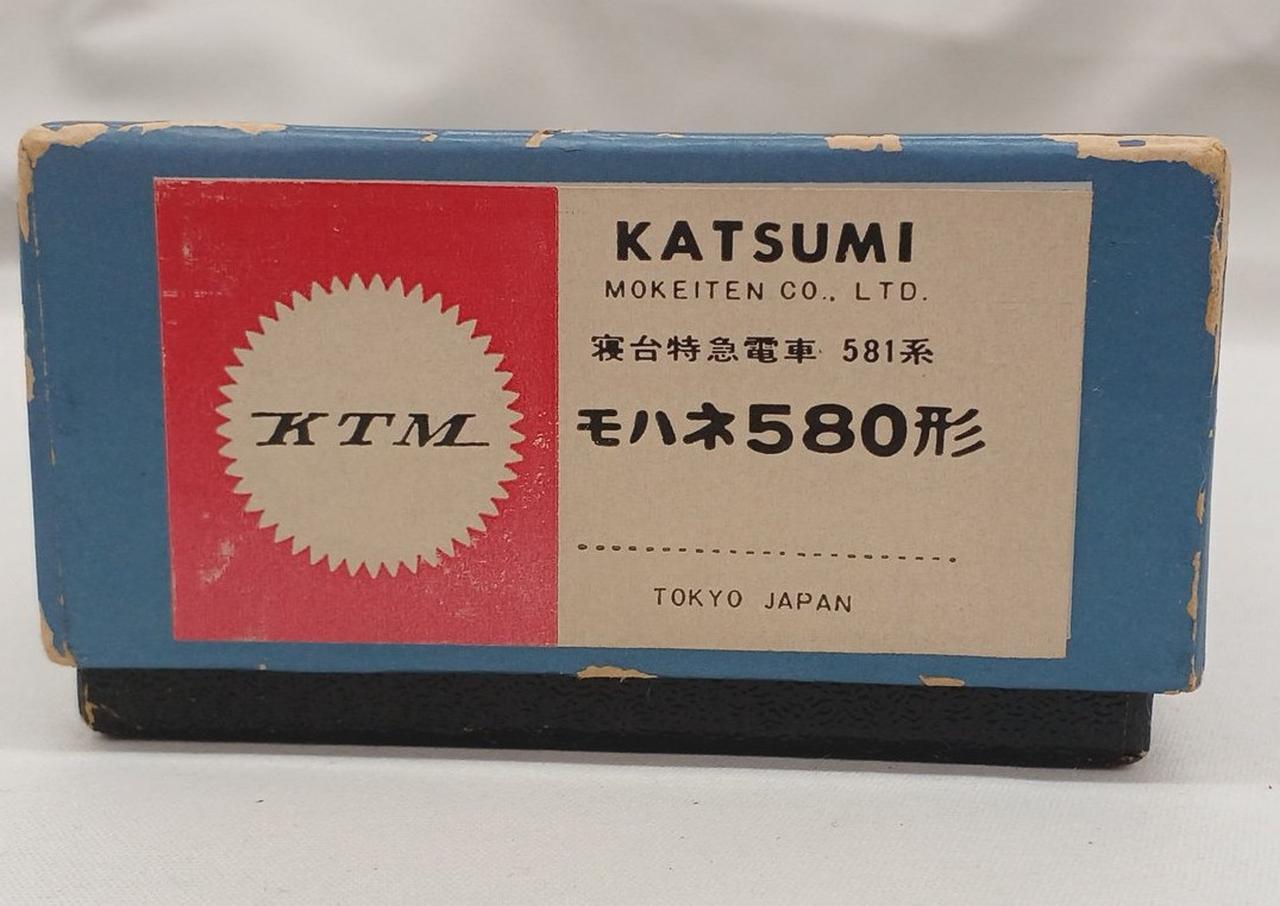 KTM
KATSUMI
MOKEITEN CO., LTD.
寝台特急電車 581系
モハネ580形
TOKYO JAPAN